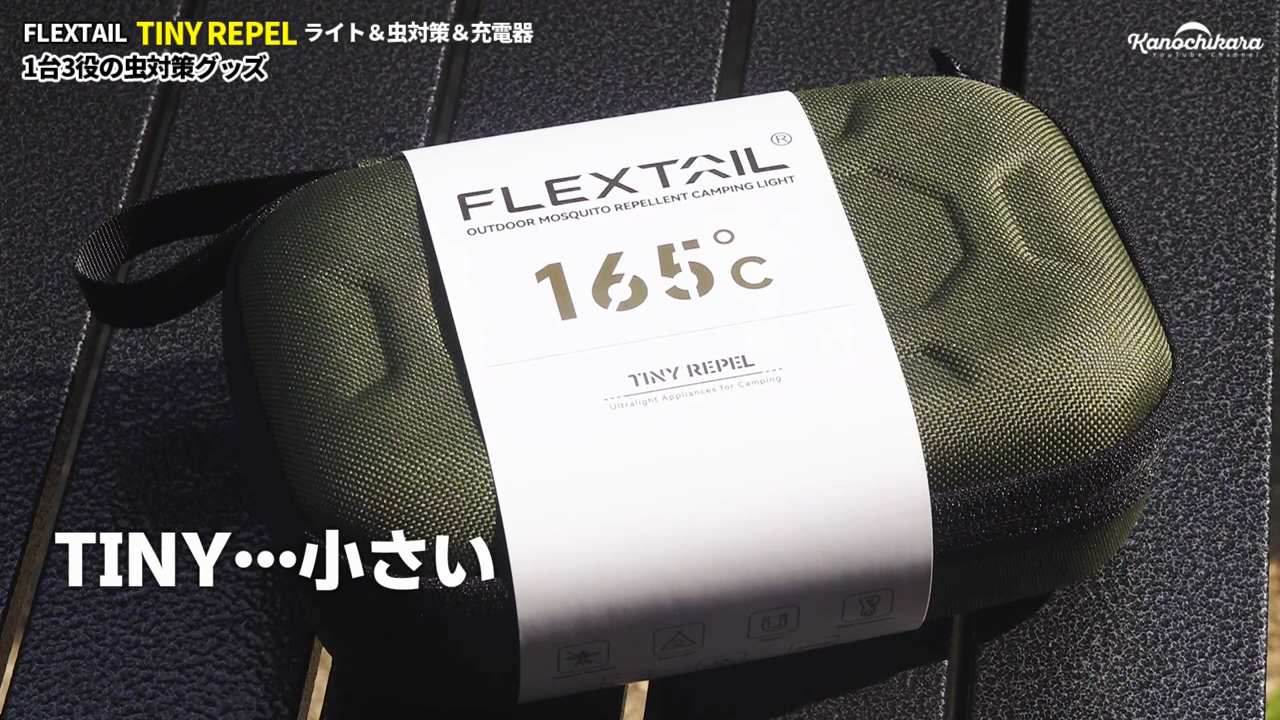 FLEXTAIL TINY REPEL ライト＆虫対策＆充電器
1台3役の虫対策グッズ
Kanochikara
YouTube Channel
FLEXTAIL®
OUTDOOR MOSQUITO REPELLENT CAMPING LIGHT
165°C
TINY REPEL
Ultralight Appliances for Camping
TINY…小さい